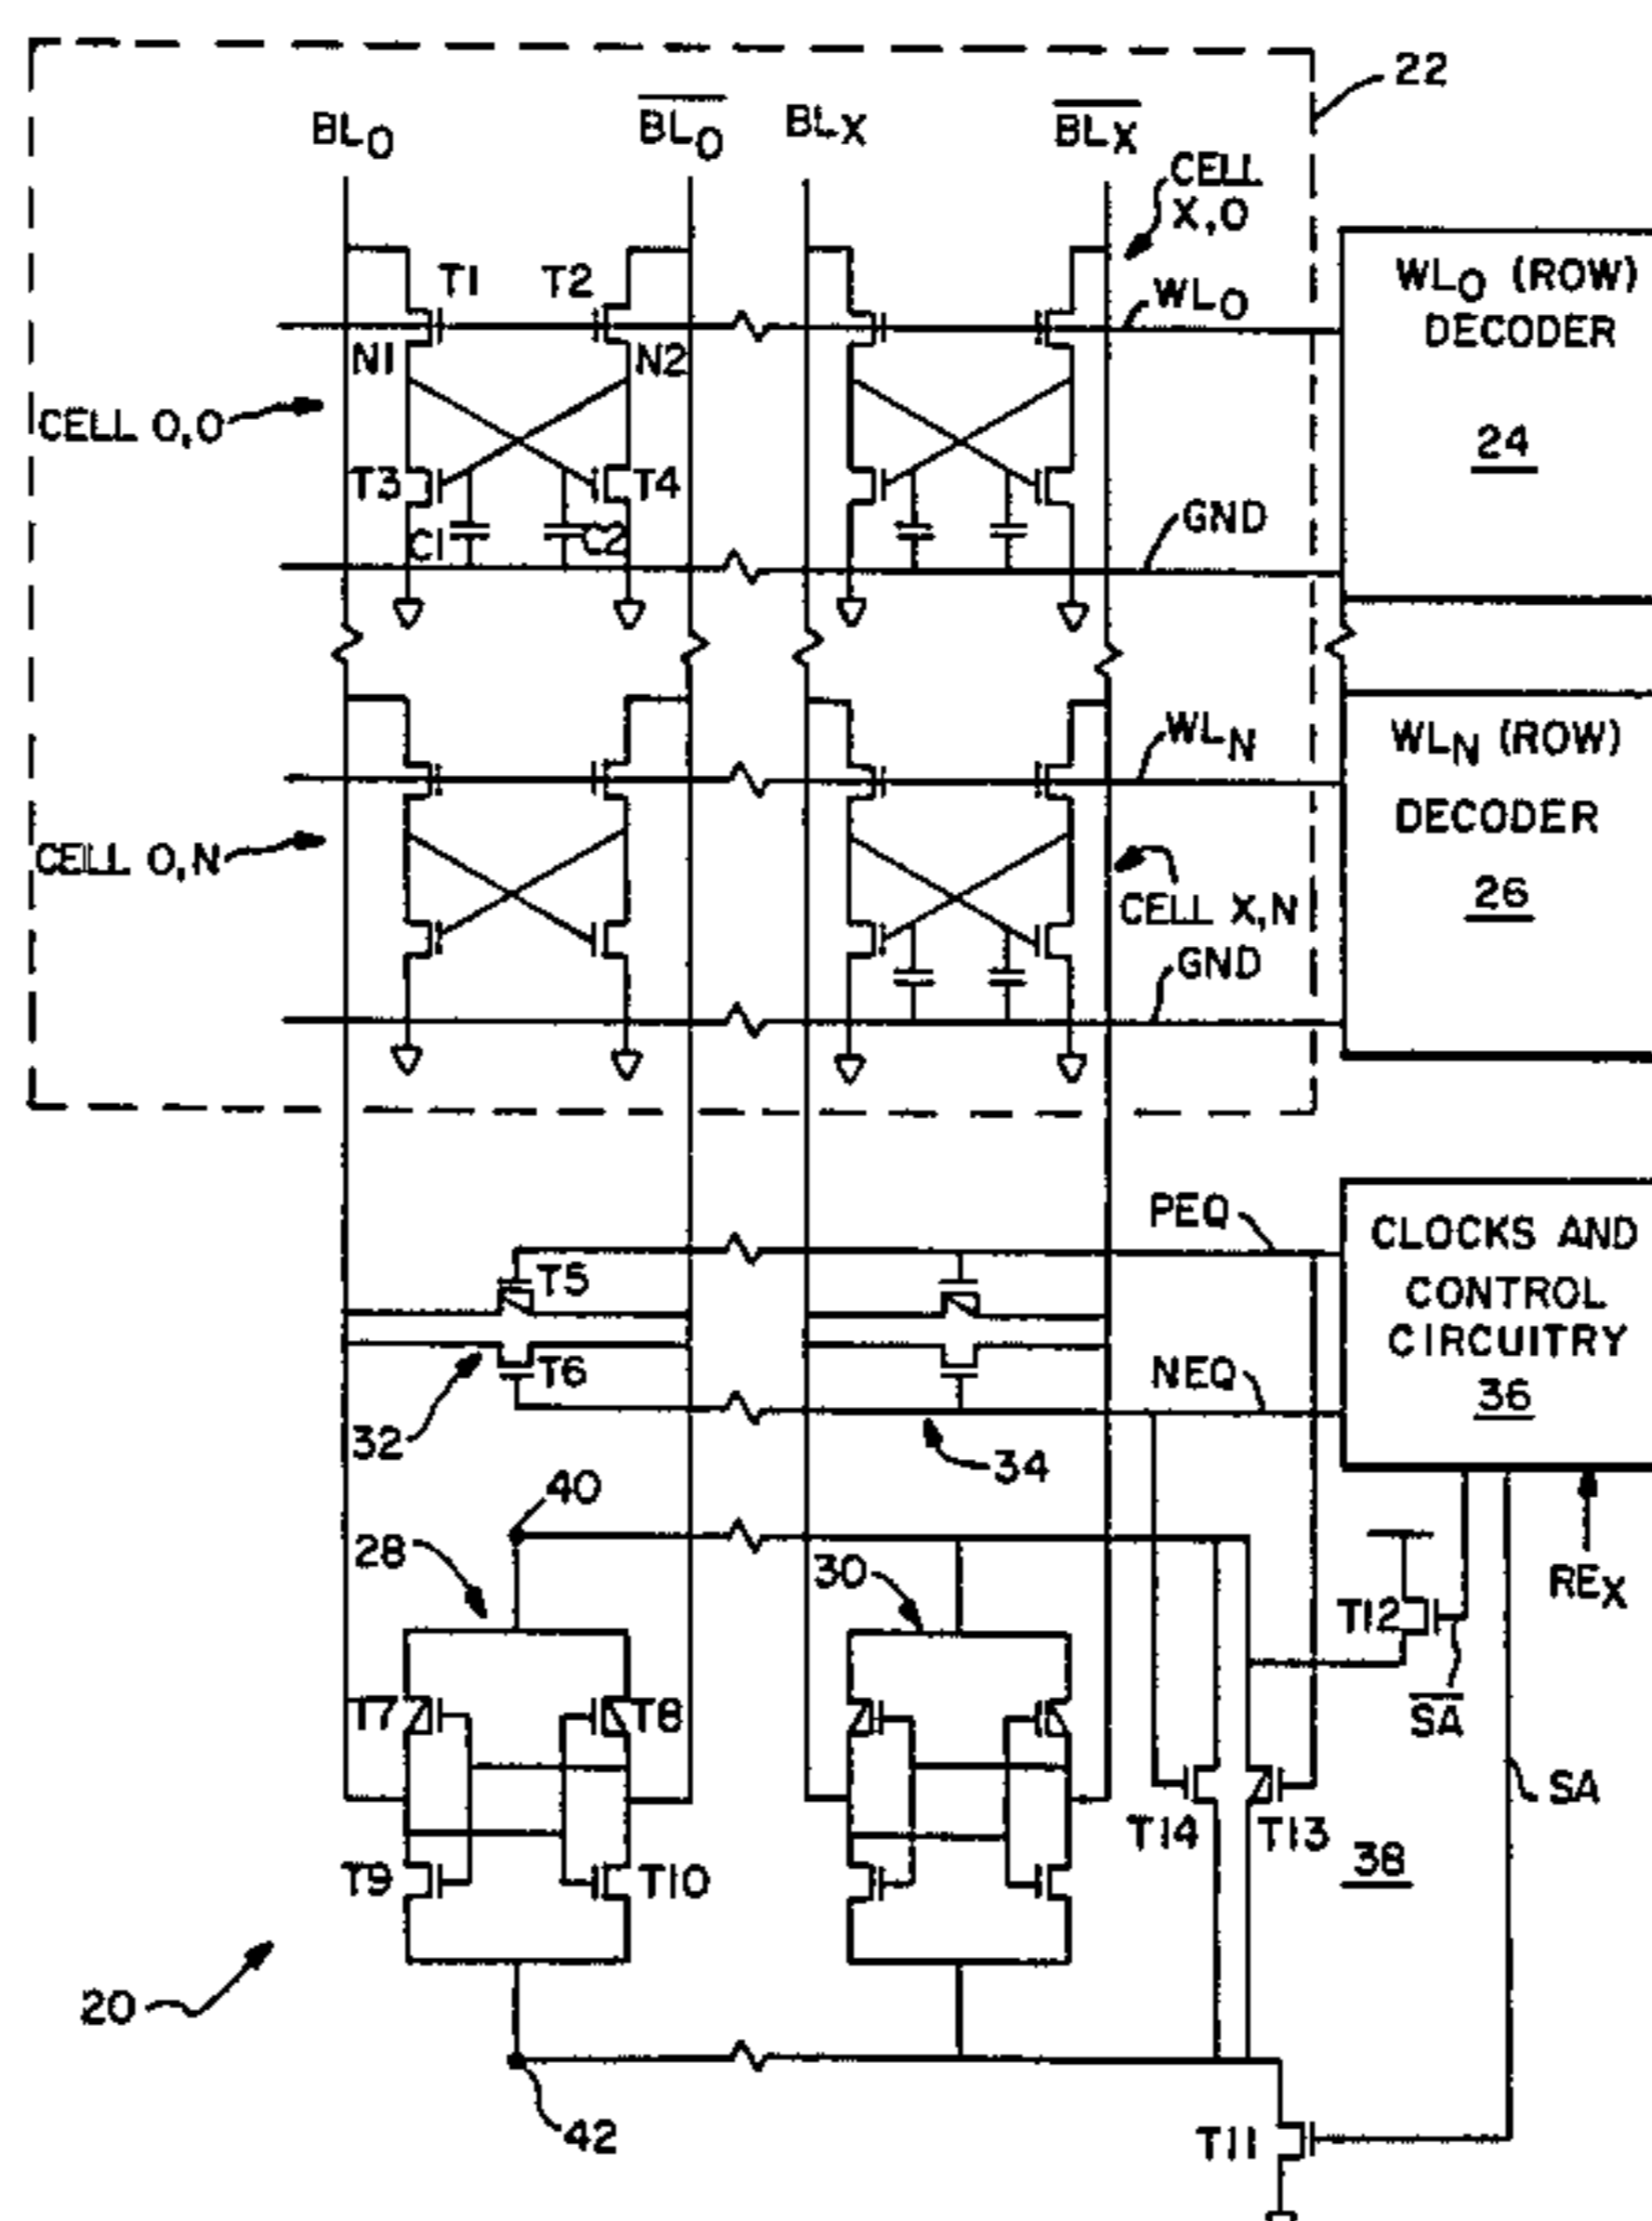 22
BL0
BL0
BLX
BLX
CELL
X,0
T1
T2
WL0
WL0 (ROW)
DECODER
24
N1
N2
CELL 0,0
T3
T4
C1
C2
GND
WLN
WLN (ROW)
DECODER
26
CELL 0,N
CELL X,N
GND
PEQ
CLOCKS AND
CONTROL
CIRCUITRY
36
T5
T6
NEQ
32
34
40
28
30
REX
T12
SA
SA
T7
T8
T14
T13
38
T9
T10
20
42
T11